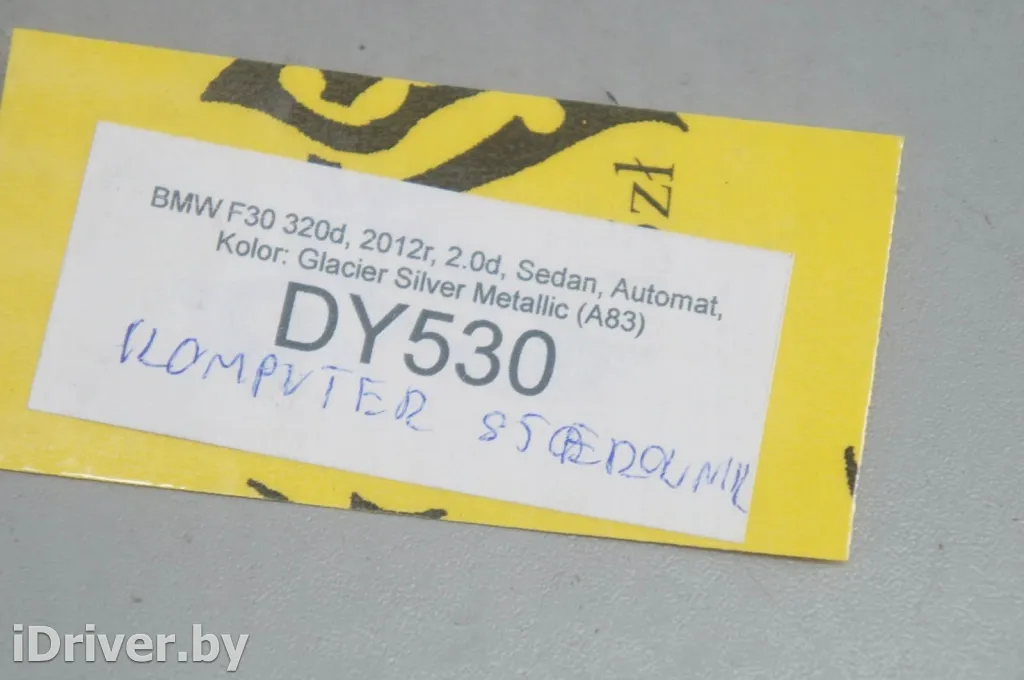 zł
BMW F30 320d, 2012r, 2.0d, Sedan, Automat,
Kolor: Glacier Silver Metallic (A83)
DY530
KOMPUTER
iDriver.by